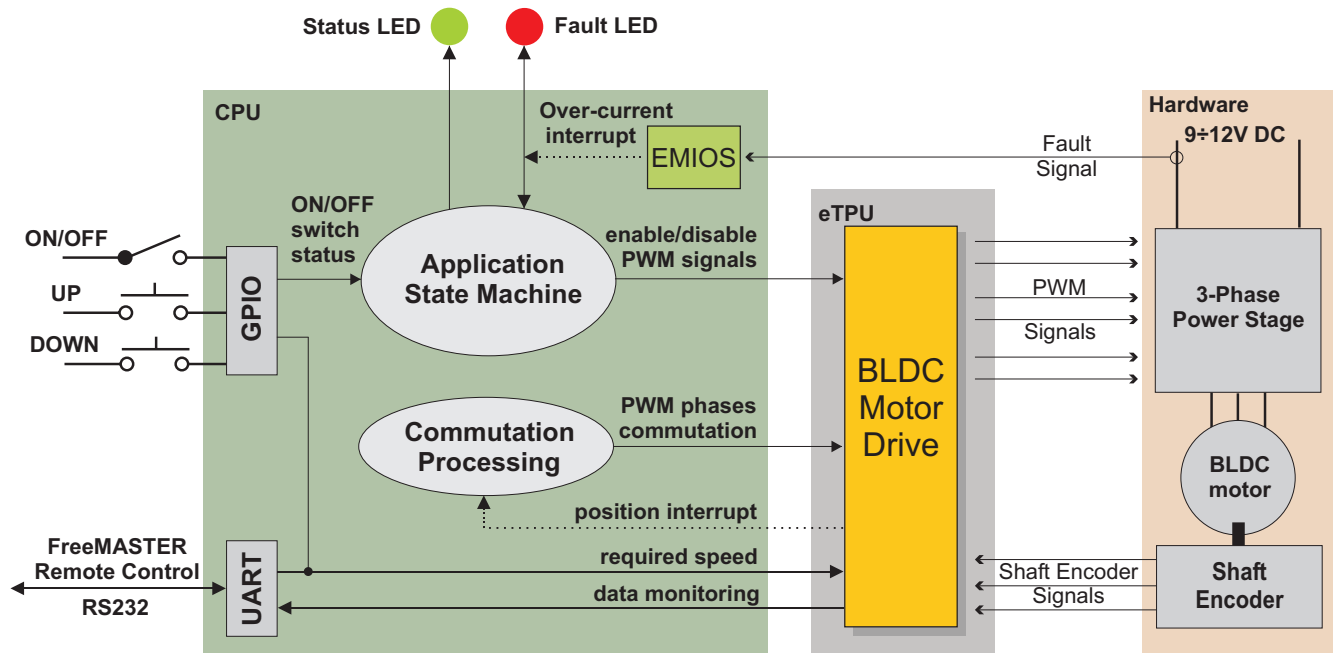 Status LED
Fault LED
CPU
Over-current
interrupt
EMIOS
Fault
Signal
Hardware
9÷12V DC
ON/OFF
UP
DOWN
GPIO
ON/OFF
switch
status
Application
State Machine
enable/disable
PWM signals
eTPU
BLDC
Motor
Drive
PWM
Signals
3-Phase
Power Stage
Commutation
Processing
PWM phases
commutation
position interrupt
BLDC
motor
FreeMASTER
Remote Control
RS232
UART
required speed
data monitoring
Shaft Encoder
Signals
Shaft
Encoder